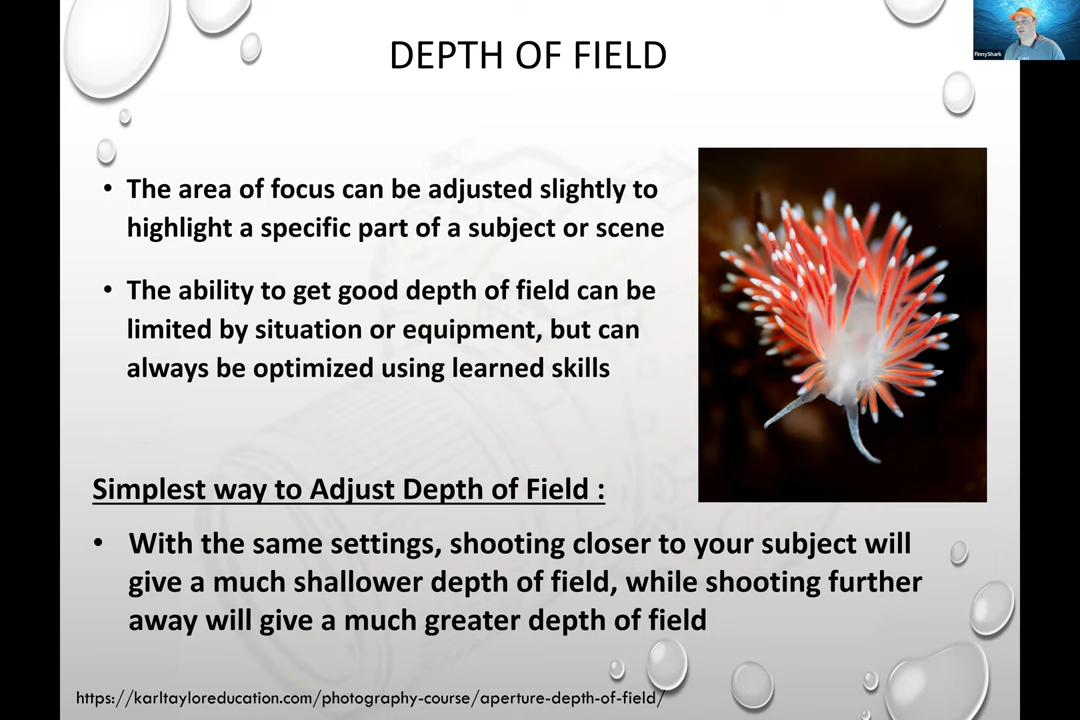 FinnyShark
DEPTH OF FIELD
• The area of focus can be adjusted slightly to
highlight a specific part of a subject or scene
• The ability to get good depth of field can be
limited by situation or equipment, but can
always be optimized using learned skills
Simplest way to Adjust Depth of Field :
• With the same settings, shooting closer to your subject will
give a much shallower depth of field, while shooting further
away will give a much greater depth of field
https://karltayloreducation.com/photography-course/aperture-depth-of-field/